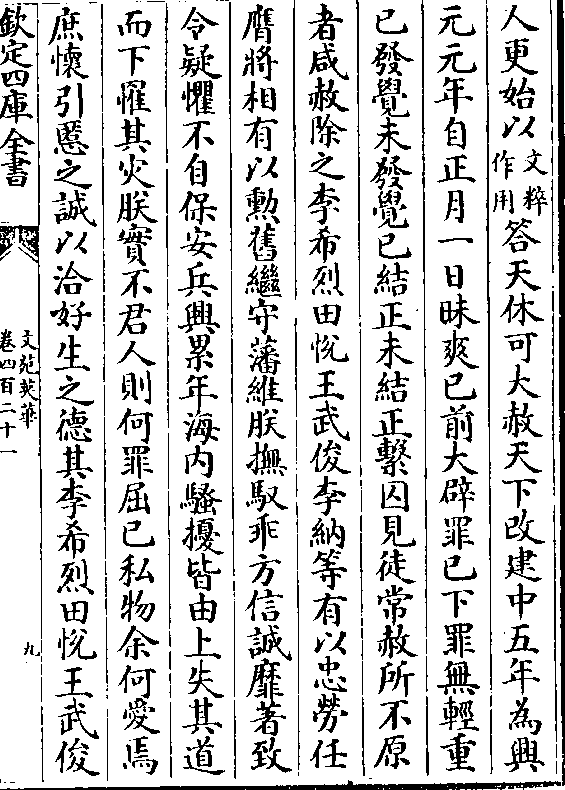 人更始以文粹作用答天休可大赦天下改建中五年為興
元元年自正月一日昧爽已前大辟罪已下罪無輕重
已發覺未發覺已結正未結正繫囚見徒常赦所不原
者咸赦除之李希烈田悅王武俊李納等有以忠勞任
膺將相有以勲舊繼守藩維朕撫馭乖方信誠靡著致
令疑懼不自保安兵興累年海内騷擾皆由上失其道
而下罹其災朕實不君人則何罪屈已私物余何愛焉
庶懷引慝之誠以洽好生之德其李希烈田悅王武俊
欽定四庫全書
文苑英華
卷四百二十一
九